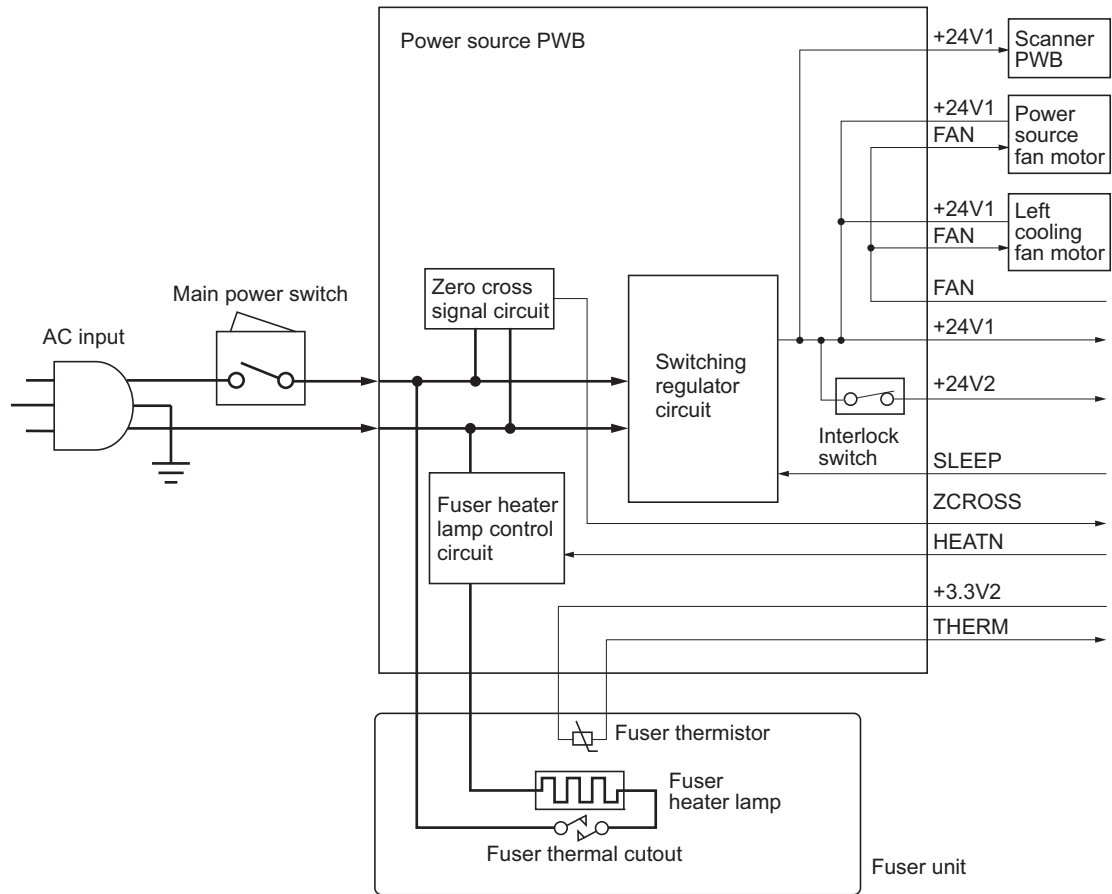 Power source PWB
+24V1
Scanner
PWB
+24V1
FAN
Power
source
fan motor
+24V1
FAN
Left
cooling
fan motor
FAN
+24V1
+24V2
Interlock
switch
SLEEP
ZCROSS
HEATN
+3.3V2
THERM
Main power switch
AC input
Zero cross
signal circuit
Switching
regulator
circuit
Fuser heater
lamp control
circuit
Fuser thermistor
Fuser
heater lamp
Fuser thermal cutout
Fuser unit